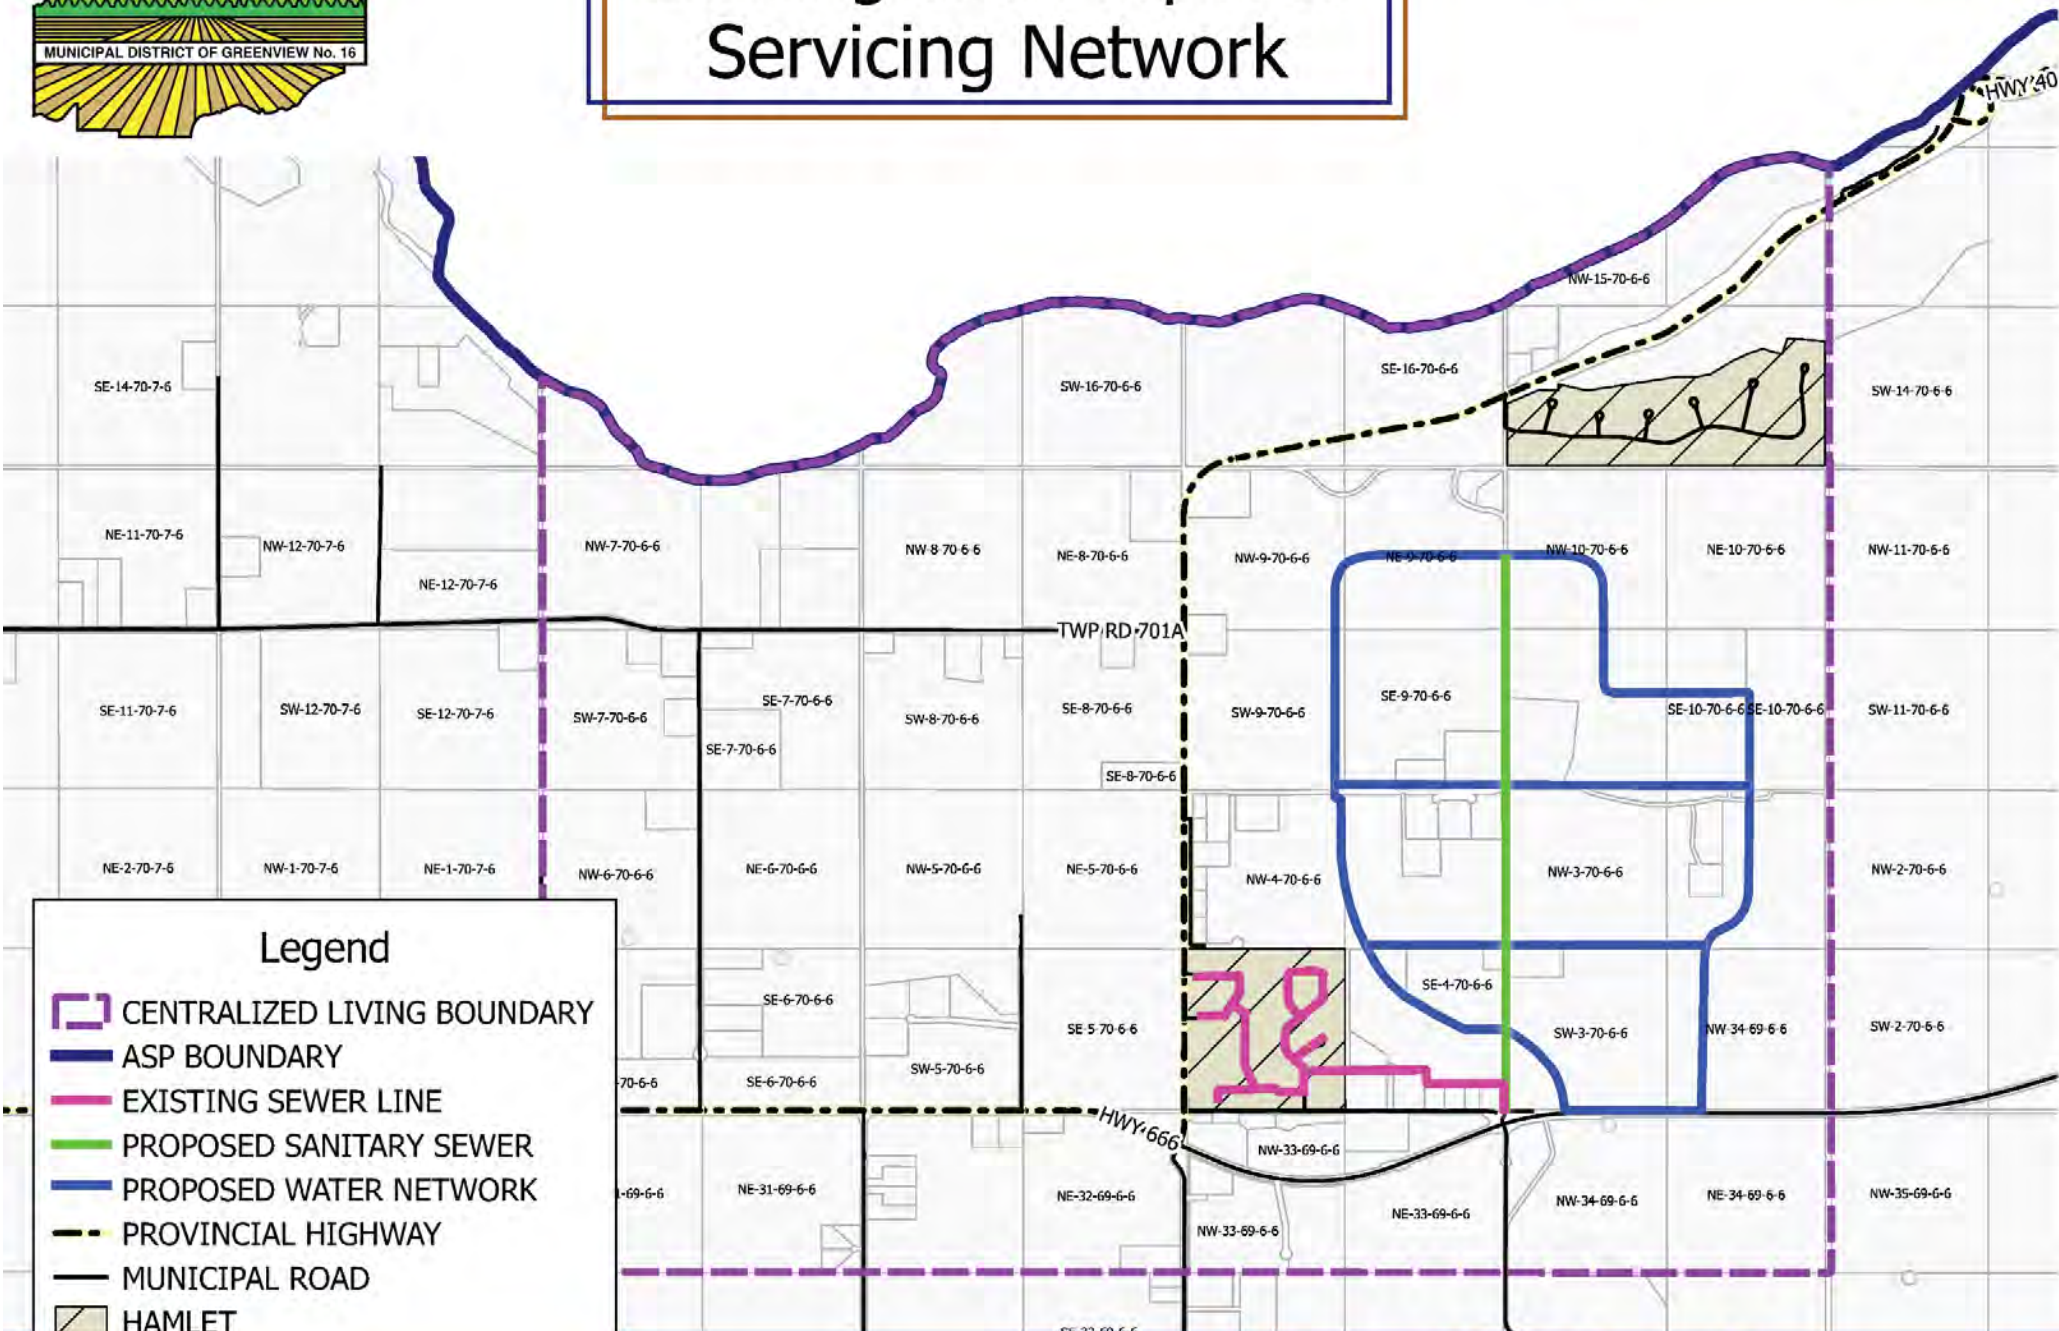 MUNICIPAL DISTRICT OF GREENVIEW No. 16
Servicing Network
HWY 40
NW-15-70-6-6
SE-14-70-7-6
SW-16-70-6-6
SE-16-70-6-6
SW-14-70-6-6
NE-11-70-7-6
NW-12-70-7-6
NE-12-70-7-6
NW-7-70-6-6
NW-8-70-6-6
NE-8-70-6-6
NW-9-70-6-6
NE-9-70-6-6
NW-10-70-6-6
NE-10-70-6-6
NW-11-70-6-6
TWP RD 701A
SE-11-70-7-6
SW-12-70-7-6
SE-12-70-7-6
SW-7-70-6-6
SE-7-70-6-6
SE-7-70-6-6
SW-8-70-6-6
SE-8-70-6-6
SE-8-70-6-6
SW-9-70-6-6
SE-9-70-6-6
SE-10-70-6-6
SE-10-70-6-6
SW-11-70-6-6
NE-2-70-7-6
NW-1-70-7-6
NE-1-70-7-6
NW-6-70-6-6
NE-6-70-6-6
NW-5-70-6-6
NE-5-70-6-6
NW-4-70-6-6
NW-3-70-6-6
NW-2-70-6-6
SE-6-70-6-6
SE-4-70-6-6
SE-5-70-6-6
SW-3-70-6-6
NW-34-69-6-6
SW-2-70-6-6
-70-6-6
SE-6-70-6-6
SW-5-70-6-6
HWY 666
NW-33-69-6-6
-69-6-6
NE-31-69-6-6
NE-32-69-6-6
NW-33-69-6-6
NE-33-69-6-6
NW-34-69-6-6
NE-34-69-6-6
NW-35-69-6-6
Legend
CENTRALIZED LIVING BOUNDARY
ASP BOUNDARY
EXISTING SEWER LINE
PROPOSED SANITARY SEWER
PROPOSED WATER NETWORK
PROVINCIAL HIGHWAY
MUNICIPAL ROAD
HAMLET